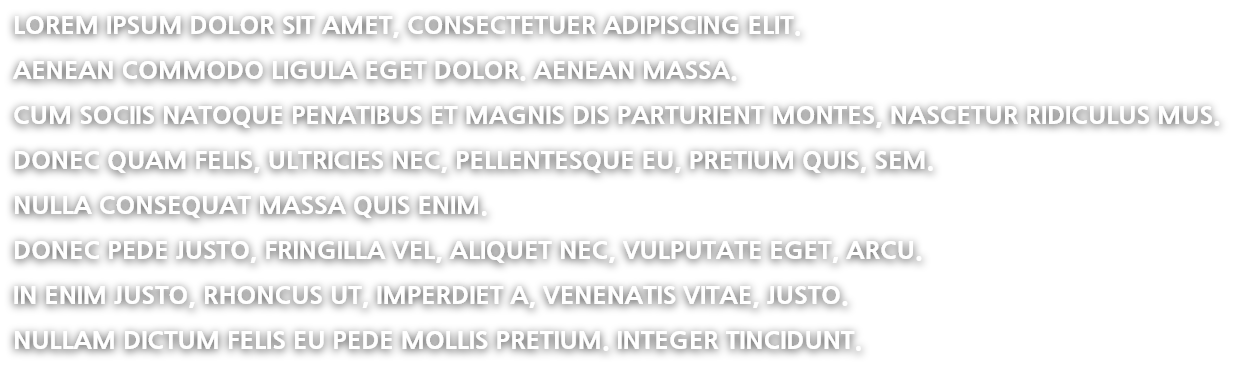 LOREM IPSUM DOLOR SIT AMET, CONSECTETUER ADIPISCING ELIT.
AENEAN COMMODO LIGULA EGET DOLOR. AENEAN MASSA.
CUM SOCIIS NATOQUE PENATIBUS ET MAGNIS DIS PARTURIENT MONTES, NASCETUR RIDICULUS MUS.
DONEC QUAM FELIS, ULTRICIES NEC, PELLENTESQUE EU, PRETIUM QUIS, SEM.
NULLA CONSEQUAT MASSA QUIS ENIM.
DONEC PEDE JUSTO, FRINGILLA VEL, ALIQUET NEC, VULPUTATE EGET, ARCU.
IN ENIM JUSTO, RHONCUS UT, IMPERDIET A, VENENATIS VITAE, JUSTO.
NULLAM DICTUM FELIS EU PEDE MOLLIS PRETIUM. INTEGER TINCIDUNT.